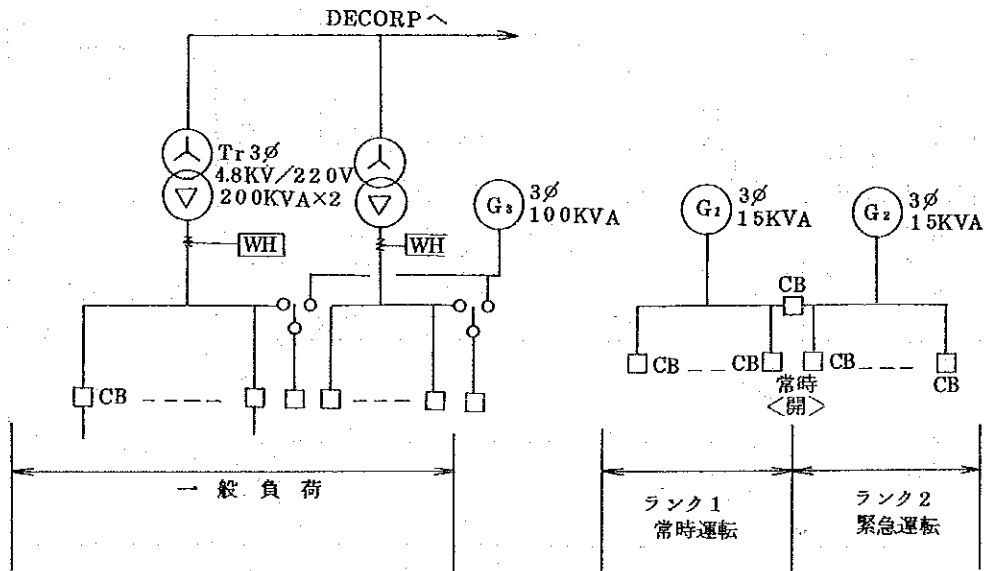 DECORPへ
Tr3φ
4.8KV/220V
200KVA×2
WH
WH
G3
3φ
100KVA
G1
3φ
15KVA
G2
3φ
15KVA
CB
CB
CB
CB
CB
CB
常時
<開>
一般負荷
ランク1
常時運転
ランク2
緊急運転